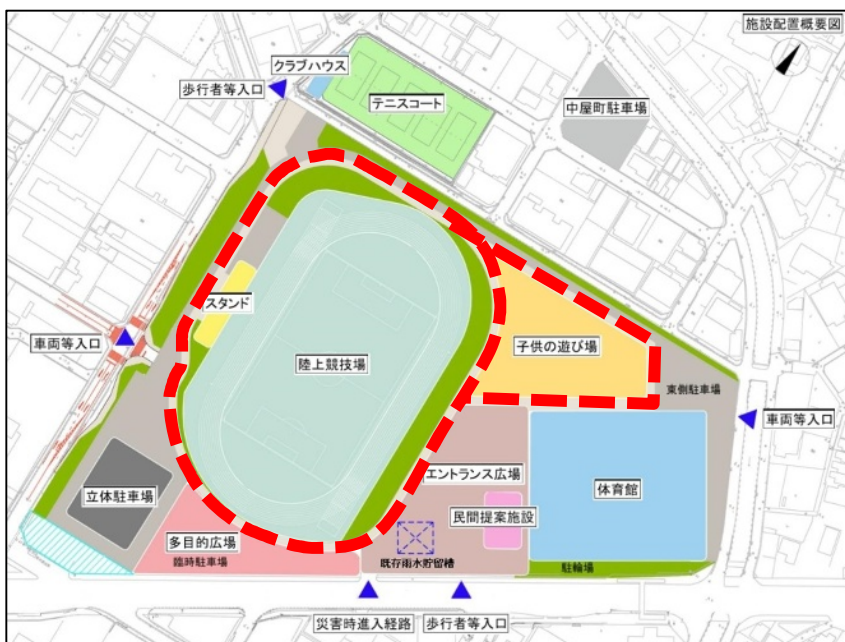 施設配置概要図
クラブハウス
歩行者等入口
テニスコート
中屋町駐車場
スタンド
車両等入口
陸上競技場
子供の遊び場
東側駐車場
車両等入口
エントランス広場
立体駐車場
体育館
民間提案施設
多目的広場
臨時駐車場
既存雨水貯留槽
駐輪場
災害時進入経路
歩行者等入口